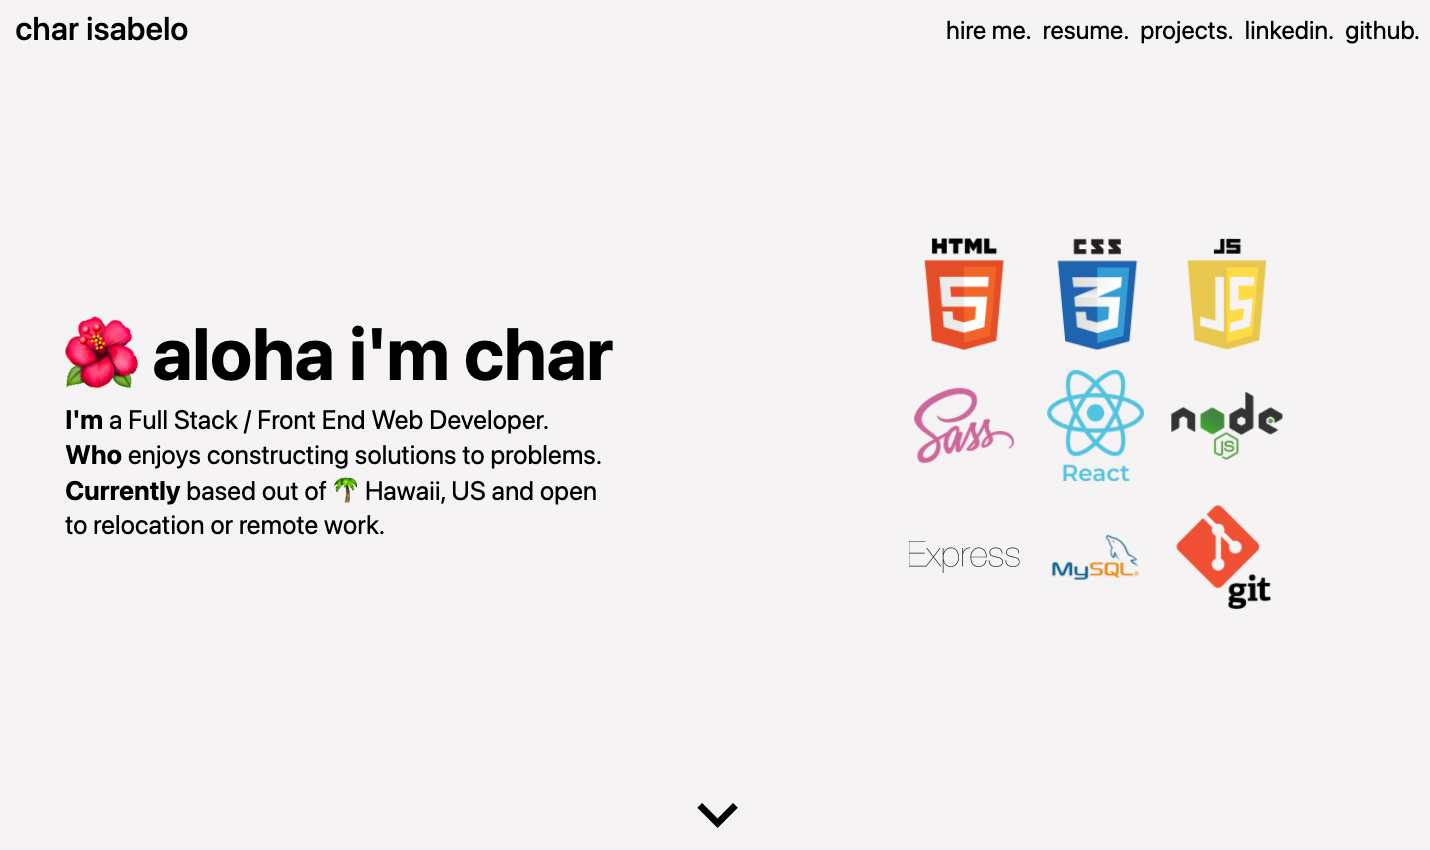 char isabelo
hire me. resume. projects. linkedin. github.
aloha i'm char
I'm a Full Stack / Front End Web Developer.
Who enjoys constructing solutions to problems.
Currently based out of 🌴 Hawaii, US and open
to relocation or remote work.
HTML CSS JS
5 3 JS
Sass React node
JS
Express MySQL® git